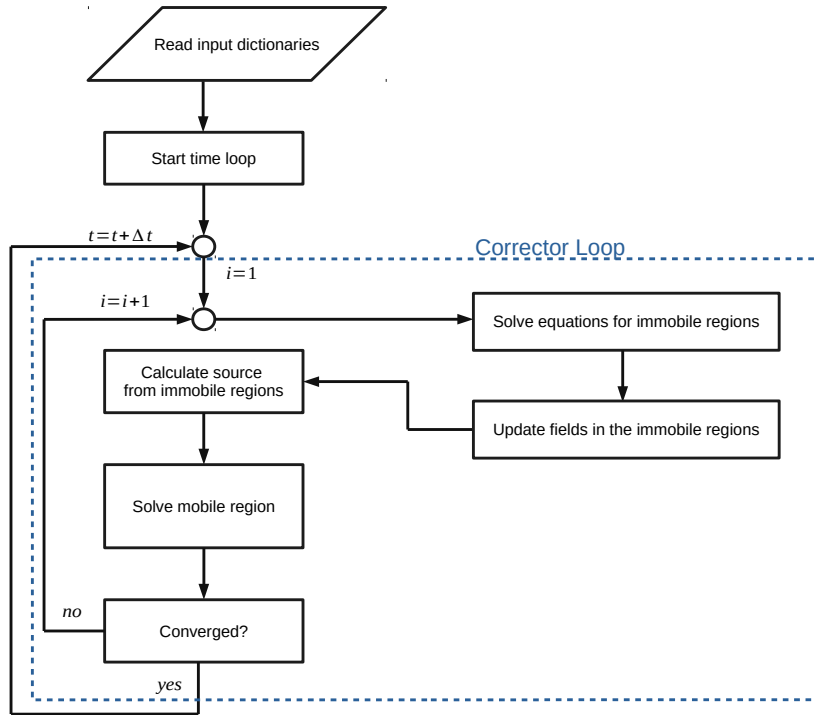 Read input dictionaries
Start time loop
t=t+Δt
Corrector Loop
i=1
i=i+1
Solve equations for immobile regions
Calculate source
from immobile regions
Update fields in the immobile regions
Solve mobile region
no
Converged?
yes